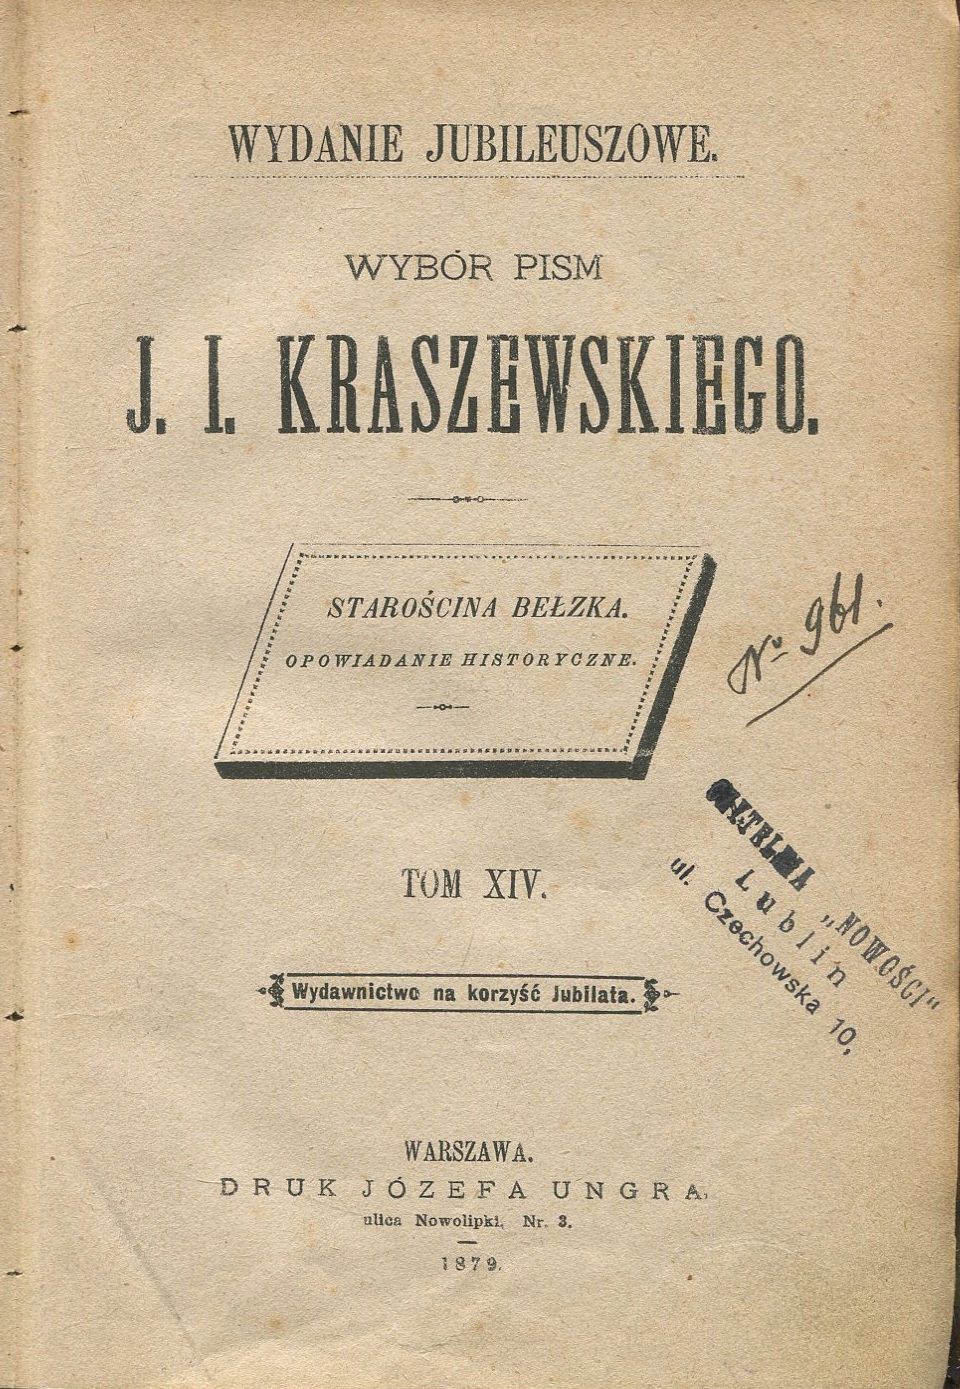 WYDANIE JUBILEUSZOWE.
WYBÓR PISM
J. I. KRASZEWSKIEGO.
STAROŚCINA BEŁZKA.
OPOWIADANIE HISTORYCZNE.
No 961.
TOM XIV.
CZYTELNIA „NOWOŚCI“
Lublin
ul. Czechowska 10,
Wydawnictwo na korzyść Jubilata.
WARSZAWA.
DRUK JÓZEFA UNGRA,
ulica Nowolipki, Nr. 3.
1879.